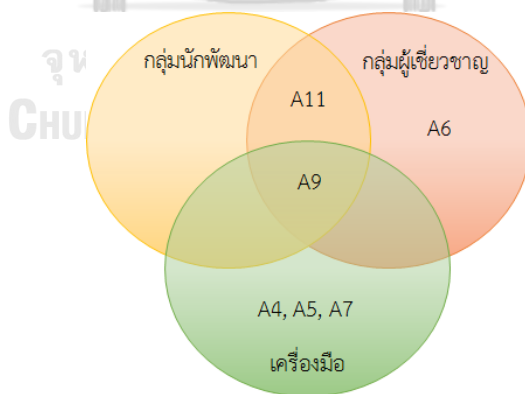 กลุ่มนักพัฒนา
กลุ่มผู้เชี่ยวชาญ
A11
A6
A9
A4, A5, A7
เครื่องมือ